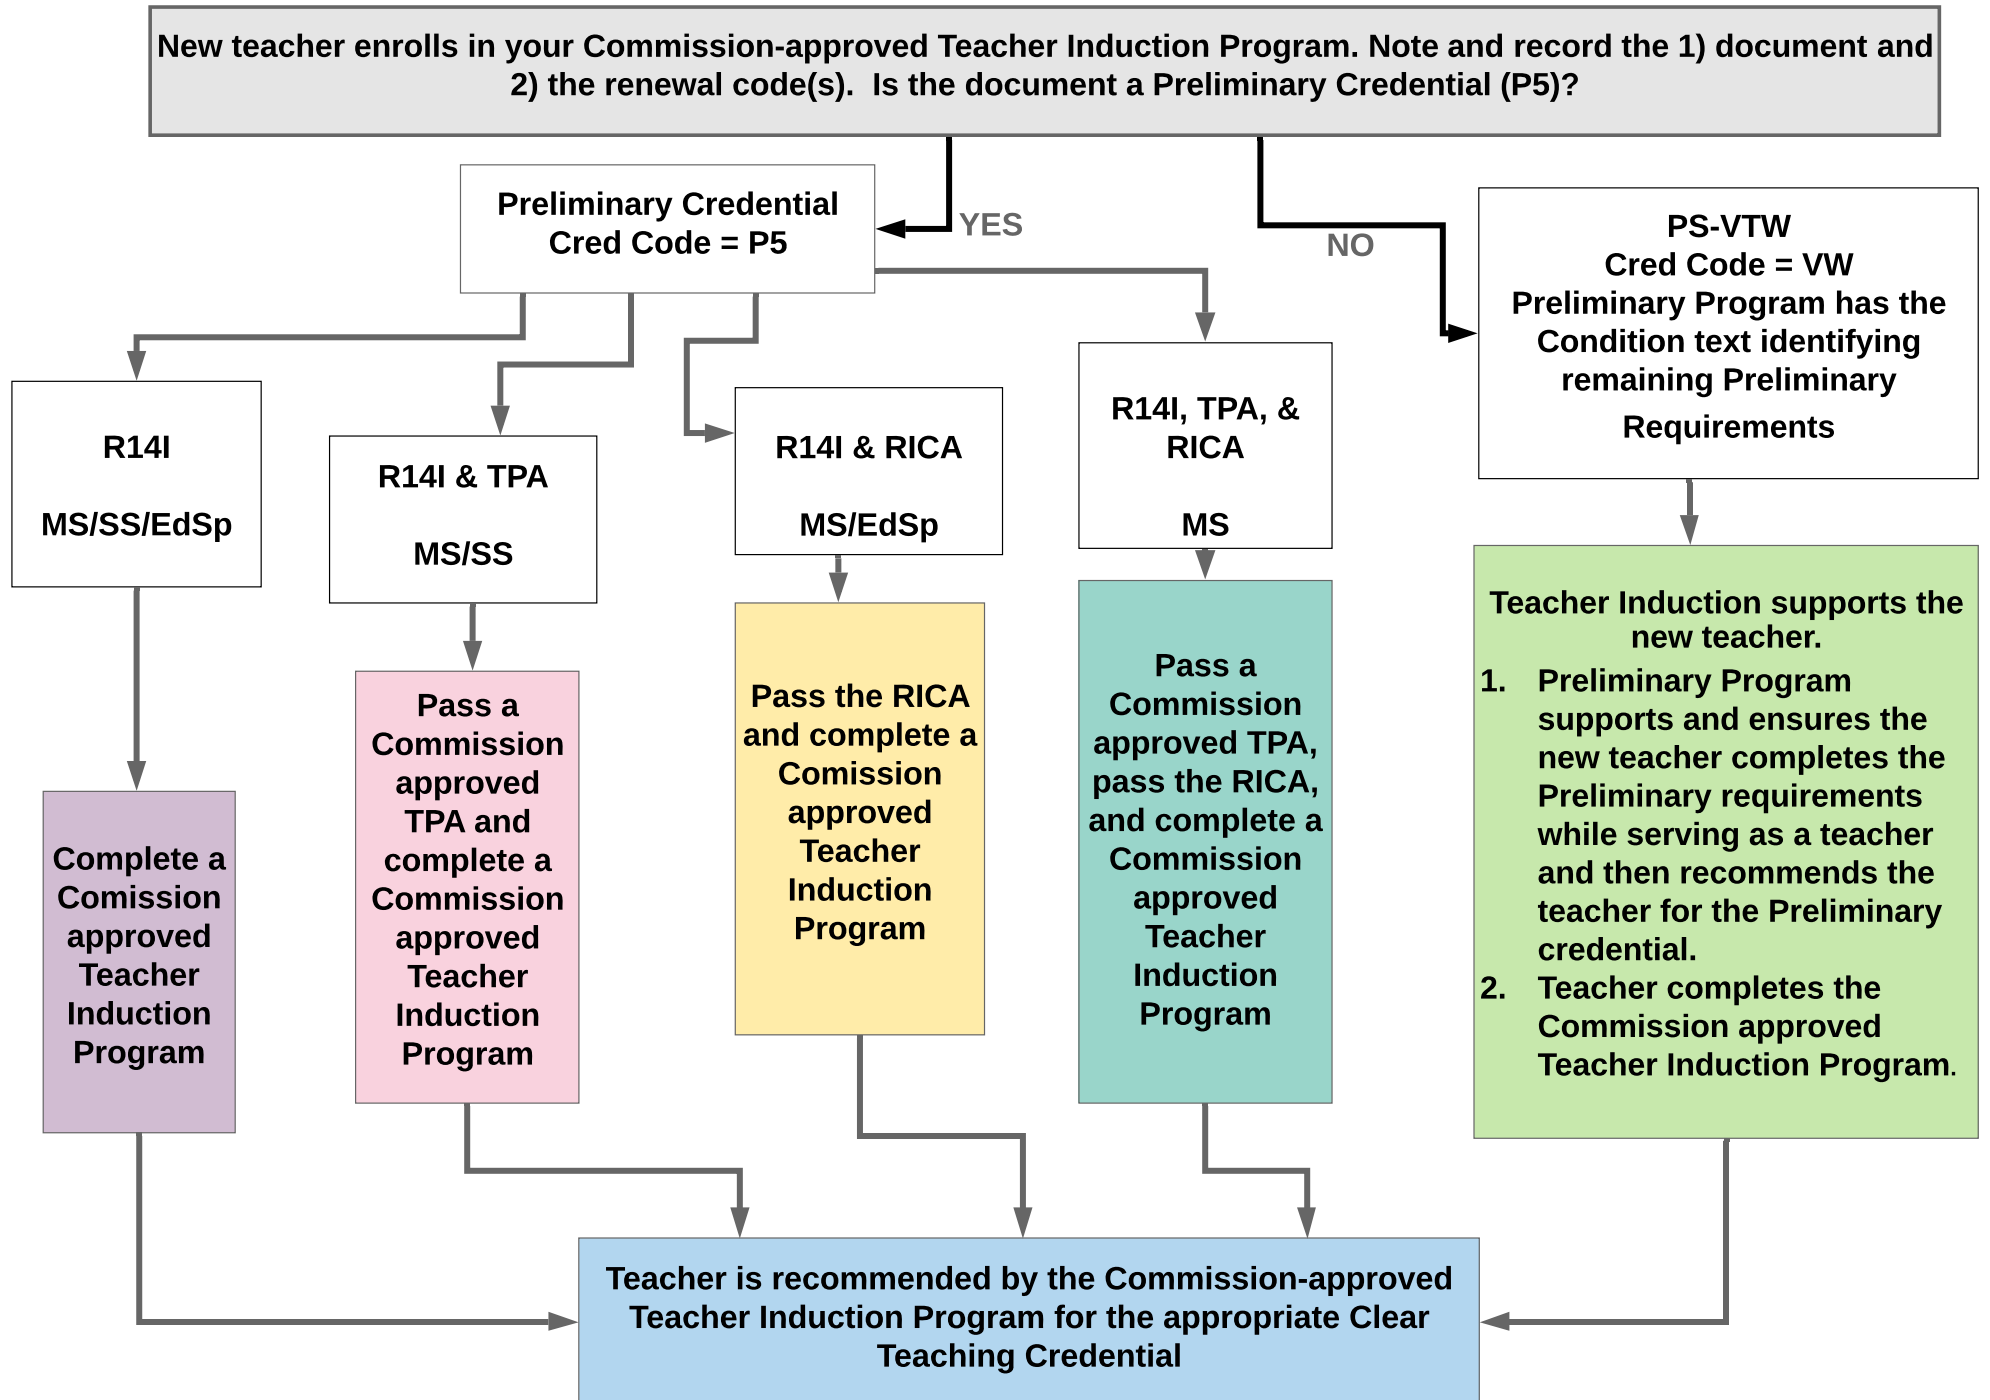 New teacher enrolls in your Commission-approved Teacher Induction Program. Note and record the 1) document and
2) the renewal code(s).  Is the document a Preliminary Credential (P5)?
Preliminary Credential
Cred Code = P5
YES
NO
PS-VTW
Cred Code = VW
Preliminary Program has the
Condition text identifying
remaining Preliminary
Requirements
R14I
MS/SS/EdSp
R14I & TPA
MS/SS
R14I & RICA
MS/EdSp
R14I, TPA, &
RICA
MS
Complete a
Comission
approved
Teacher
Induction
Program
Pass a
Commission
approved
TPA and
complete a
Commission
approved
Teacher
Induction
Program
Pass the RICA
and complete a
Comission
approved
Teacher
Induction
Program
Pass a
Commission
approved TPA,
pass the RICA,
and complete a
Commission
approved
Teacher
Induction
Program
Teacher Induction supports the
new teacher.
1. Preliminary Program
supports and ensures the
new teacher completes the
Preliminary requirements
while serving as a teacher
and then recommends the
teacher for the Preliminary
credential.
2. Teacher completes the
Commission approved
Teacher Induction Program.
Teacher is recommended by the Commission-approved
Teacher Induction Program for the appropriate Clear
Teaching Credential